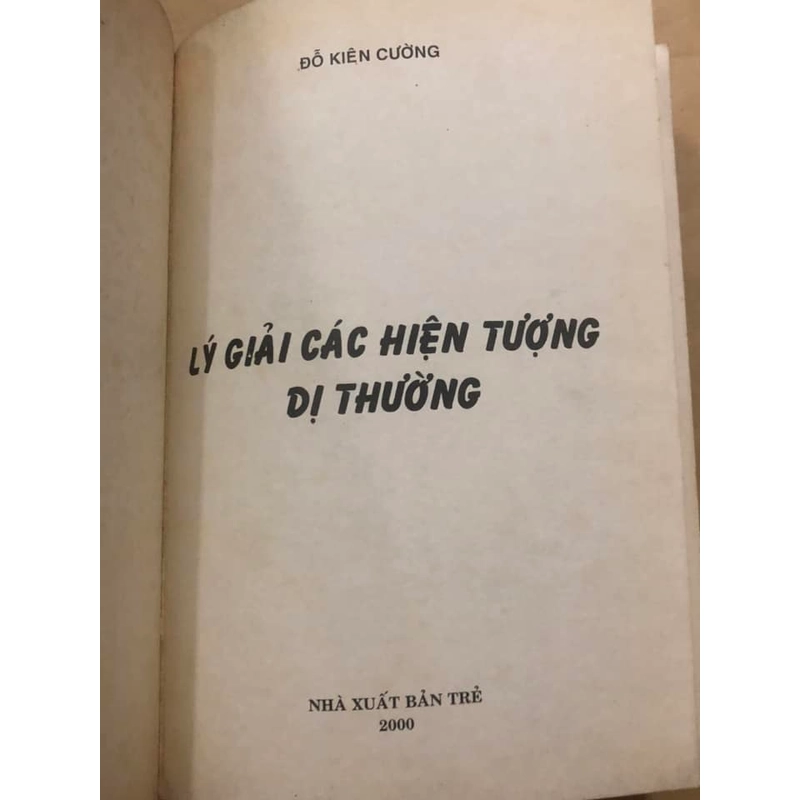 ĐỖ KIÊN CƯỜNG
LÝ GIẢI CÁC HIỆN TƯỢNG
DỊ THƯỜNG
NHÀ XUẤT BẢN TRẺ
2000